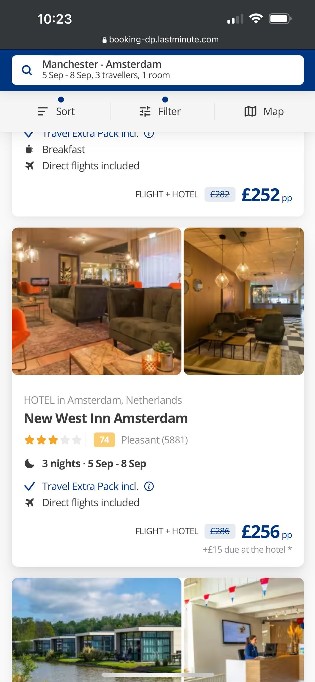 10:23
booking-dp.lastminute.com
Manchester - Amsterdam
5 Sep - 8 Sep, 3 travellers, 1 room
Sort
Filter
Map
Travel Extra Pack incl.
Breakfast
Direct flights included
FLIGHT + HOTEL £282 £252 pp
HOTEL in Amsterdam, Netherlands
New West Inn Amsterdam
74 Pleasant (5881)
3 nights · 5 Sep - 8 Sep
Travel Extra Pack incl.
Direct flights included
FLIGHT + HOTEL £286 £256 pp
+£15 due at the hotel *